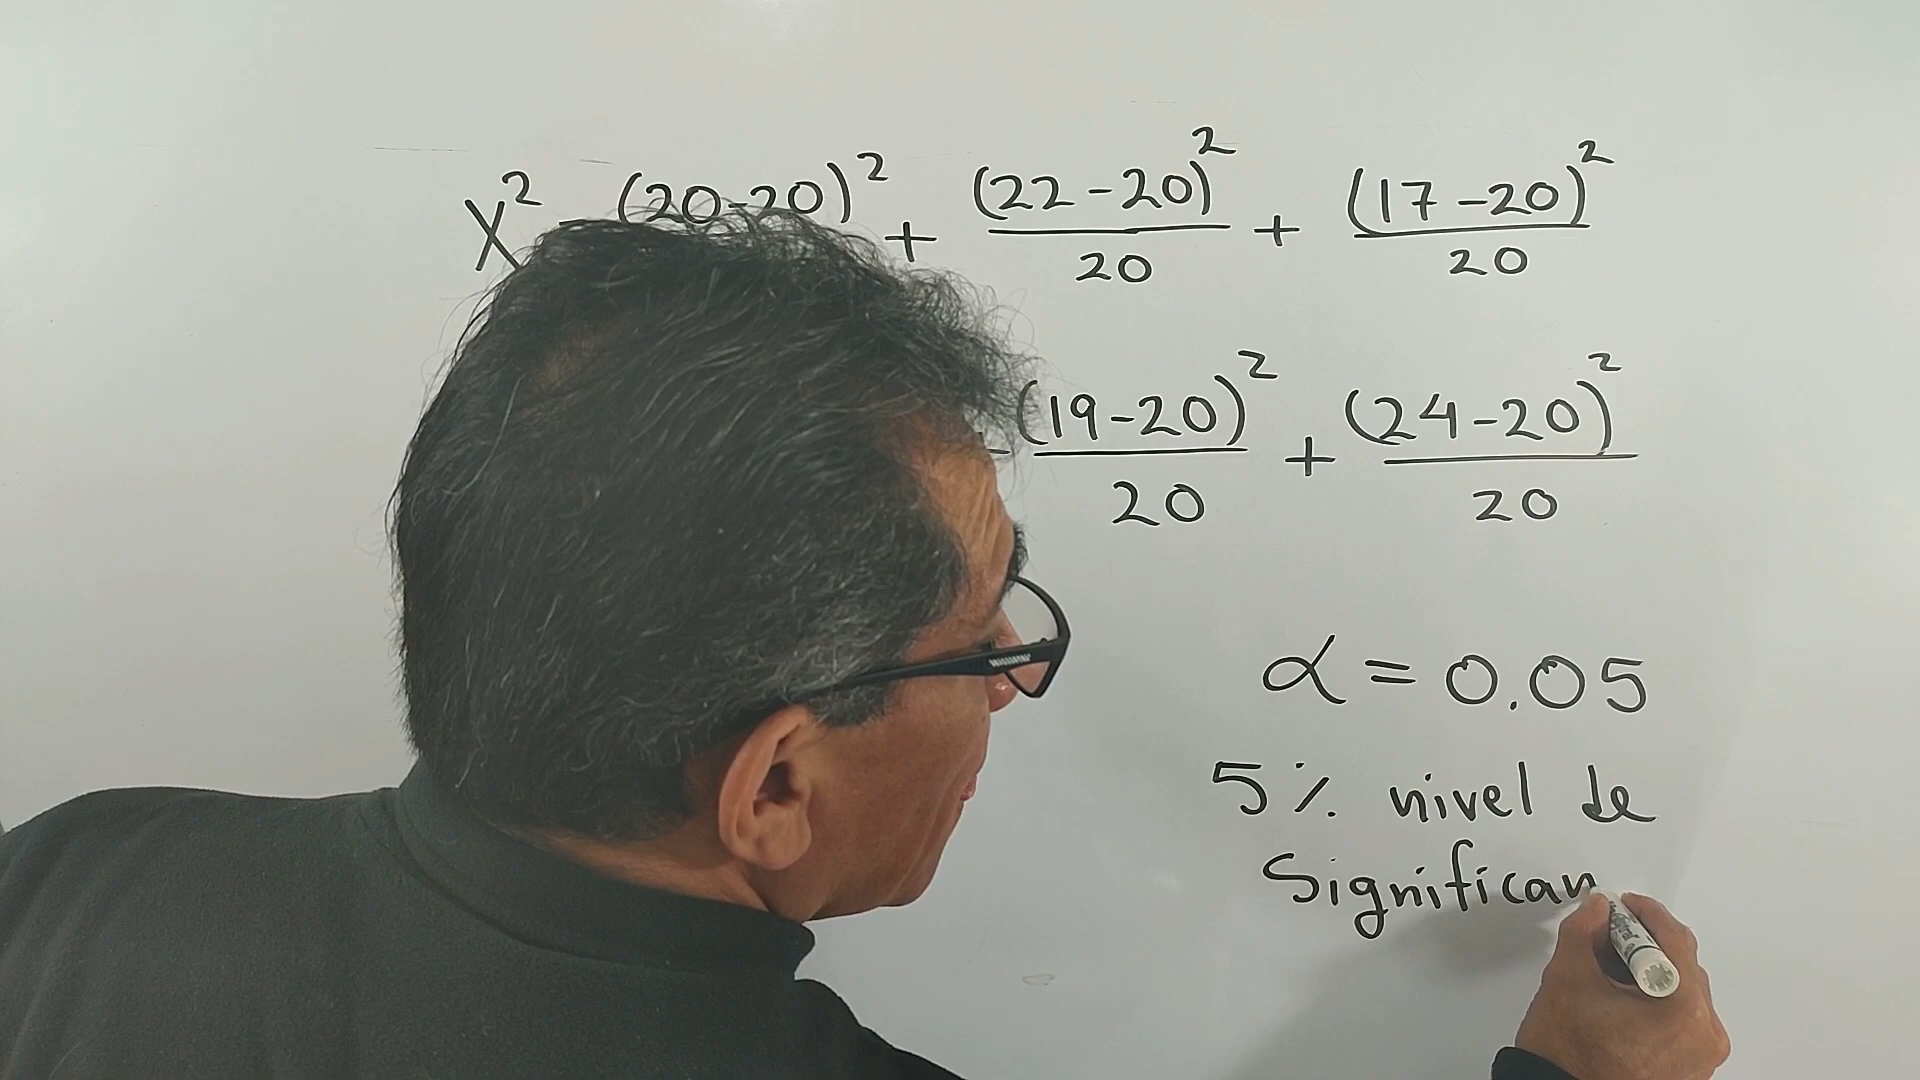 X² (20-20)² + (22-20)²/20 + (17-20)²/20
(19-20)²/20 + (24-20)²/20
α = 0.05
5% nivel de
Significan